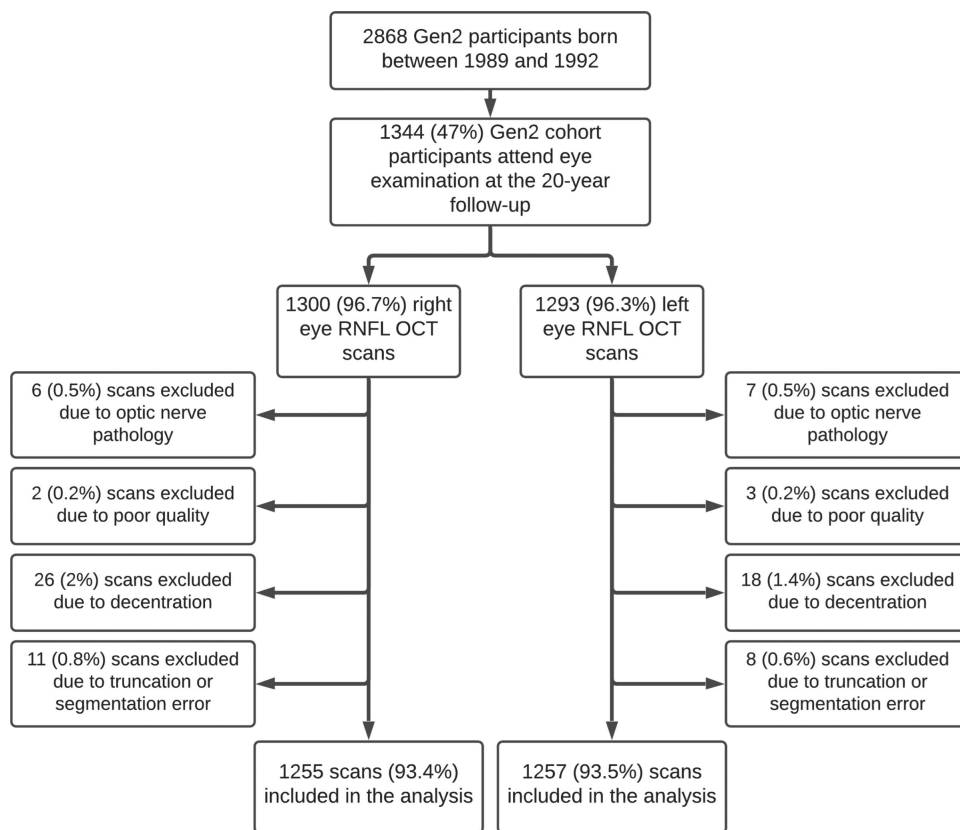 2868 Gen2 participants born
between 1989 and 1992
1344 (47%) Gen2 cohort
participants attend eye
examination at the 20-year
follow-up
1300 (96.7%) right
eye RNFL OCT
scans
1293 (96.3%) left
eye RNFL OCT
scans
6 (0.5%) scans excluded
due to optic nerve
pathology
7 (0.5%) scans excluded
due to optic nerve
pathology
2 (0.2%) scans excluded
due to poor quality
3 (0.2%) scans excluded
due to poor quality
26 (2%) scans excluded
due to decentration
18 (1.4%) scans excluded
due to decentration
11 (0.8%) scans excluded
due to truncation or
segmentation error
8 (0.6%) scans excluded
due to truncation or
segmentation error
1255 scans (93.4%)
included in the analysis
1257 (93.5%) scans
included in the analysis